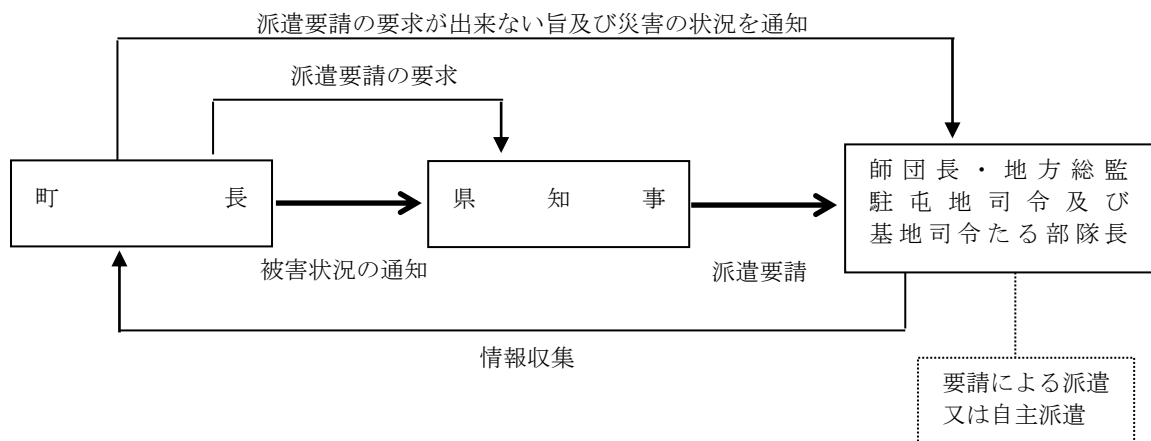 派遣要請の要求が出来ない旨及び災害の状況を通知
派遣要請の要求
町長
県知事
師団長・地方総監
駐屯地司令及び
基地司令たる部隊長
被害状況の通知
派遣要請
情報収集
要請による派遣
又は自主派遣